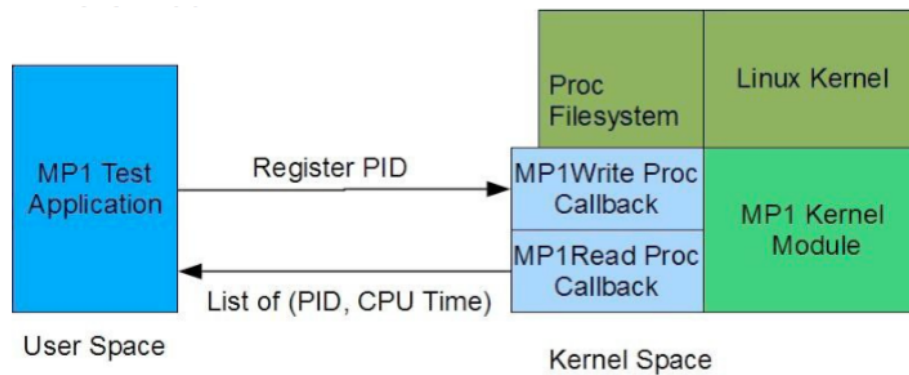 MP1 Test
Application
User Space
Register PID
List of (PID, CPU Time)
Proc
Filesystem
Linux Kernel
MP1Write Proc
Callback
MP1Read Proc
Callback
MP1 Kernel
Module
Kernel Space